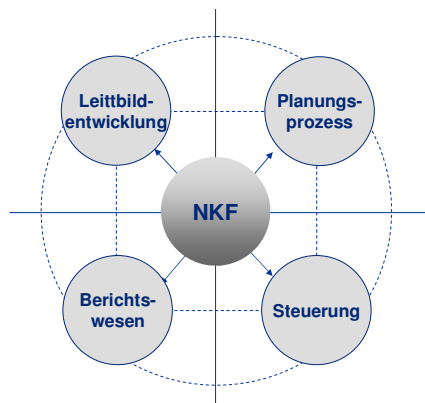 Leittbild-
entwicklung
Planungs-
prozess
NKF
Berichts-
wesen
Steuerung